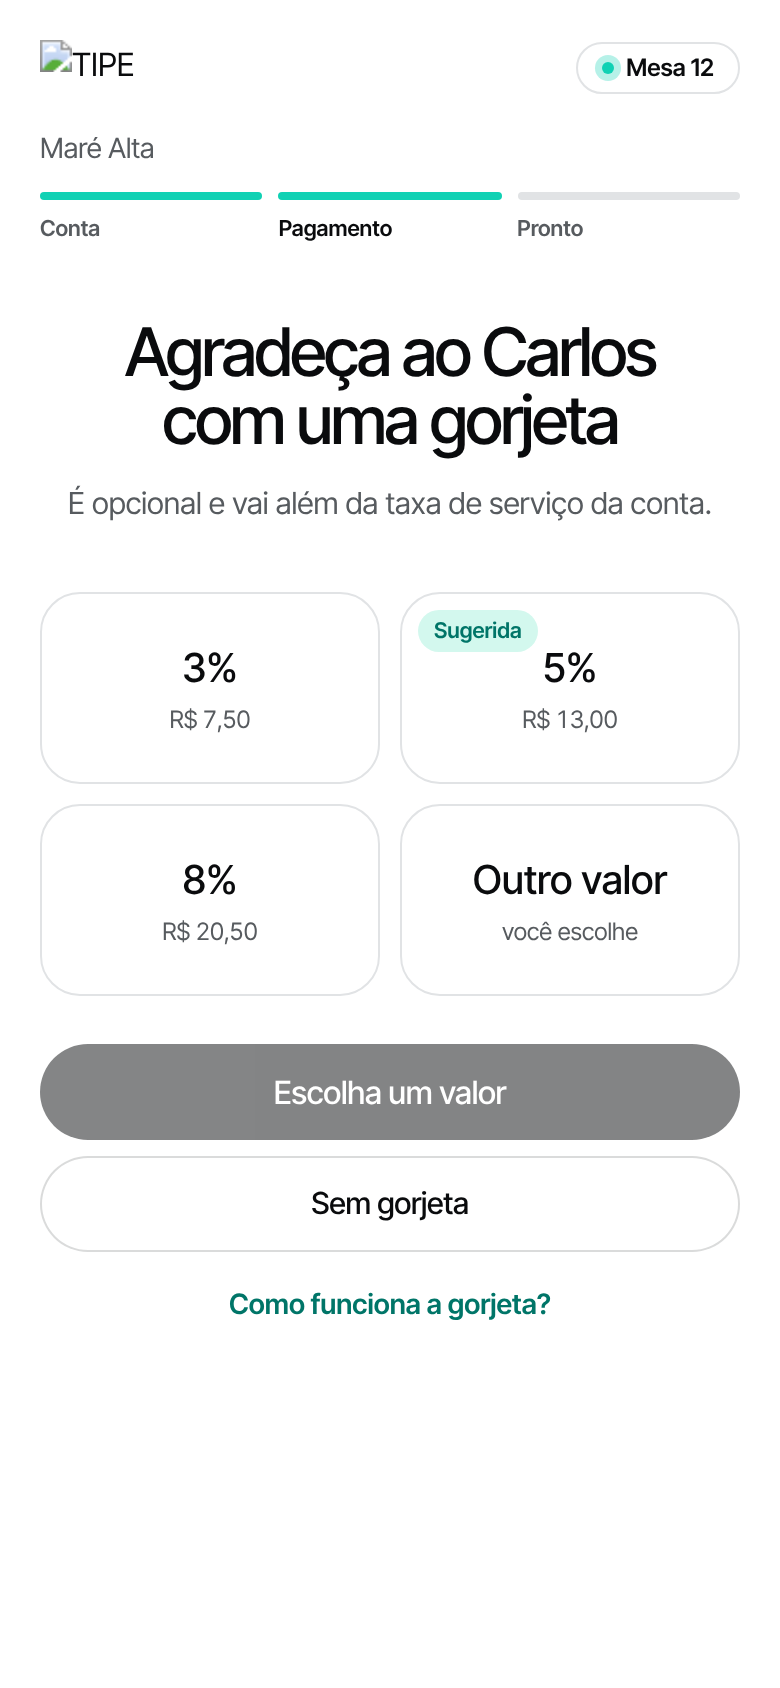 TIPE
Mesa 12
Maré Alta
Conta
Pagamento
Pronto
Agradeça ao Carlos
com uma gorjeta
É opcional e vai além da taxa de serviço da conta.
3%
R$ 7,50
Sugerida
5%
R$ 13,00
8%
R$ 20,50
Outro valor
você escolhe
Escolha um valor
Sem gorjeta
Como funciona a gorjeta?